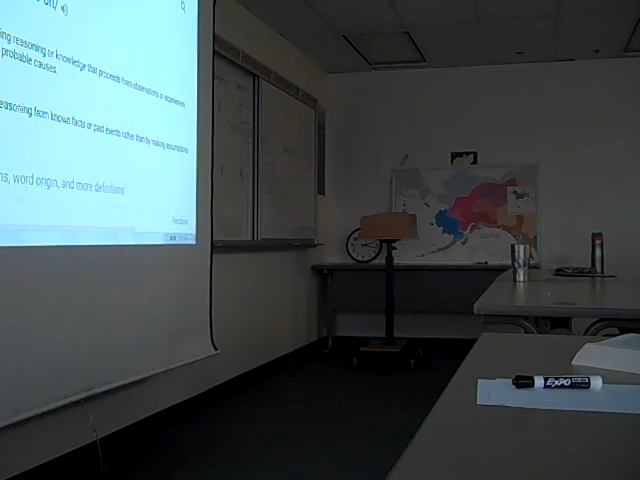 ing reasoning or knowledge that proceeds from observations or experiences
probable causes.
easoning from known facts or past events rather than by making assumptions
ns, word origin, and more definitions
Feedback
EXPO